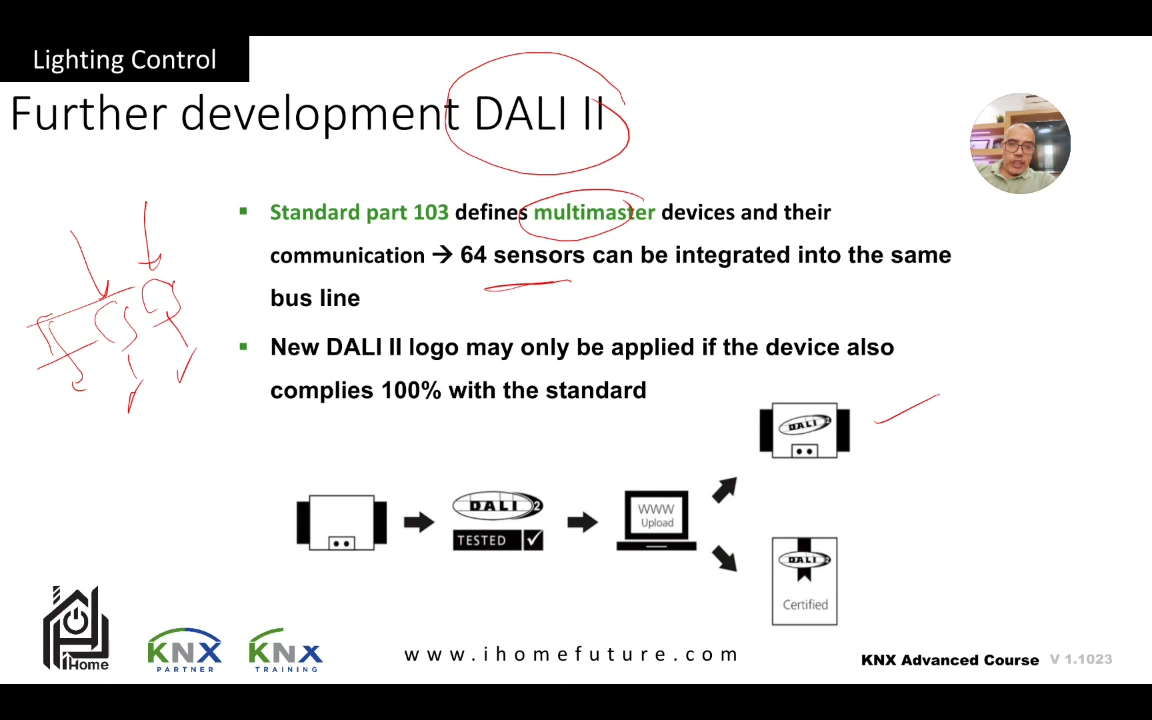 Lighting Control
Further development DALI II
▪ Standard part 103 defines multimaster devices and their
communication → 64 sensors can be integrated into the same
bus line
▪ New DALI II logo may only be applied if the device also
complies 100% with the standard
DALI 2
DALI 2
TESTED
WWW
Upload
DALI 2
Certified
iHome
KNX
PARTNER
KNX
TRAINING
www.ihomefuture.com
KNX Advanced Course V 1.1023